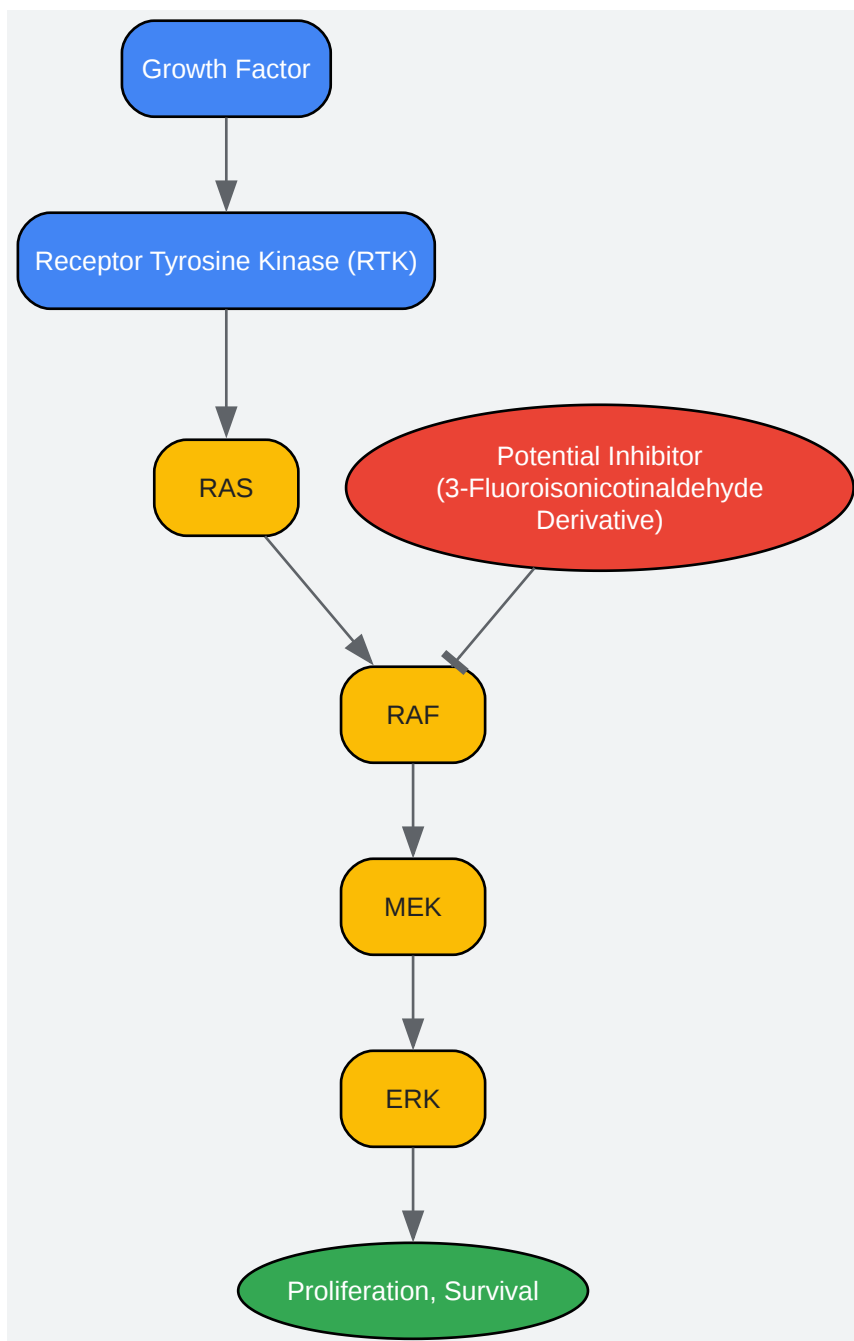 Growth Factor
Receptor Tyrosine Kinase (RTK)
RAS
Potential Inhibitor
(3-Fluoroisonicotinaldehyde
Derivative)
RAF
MEK
ERK
Proliferation, Survival